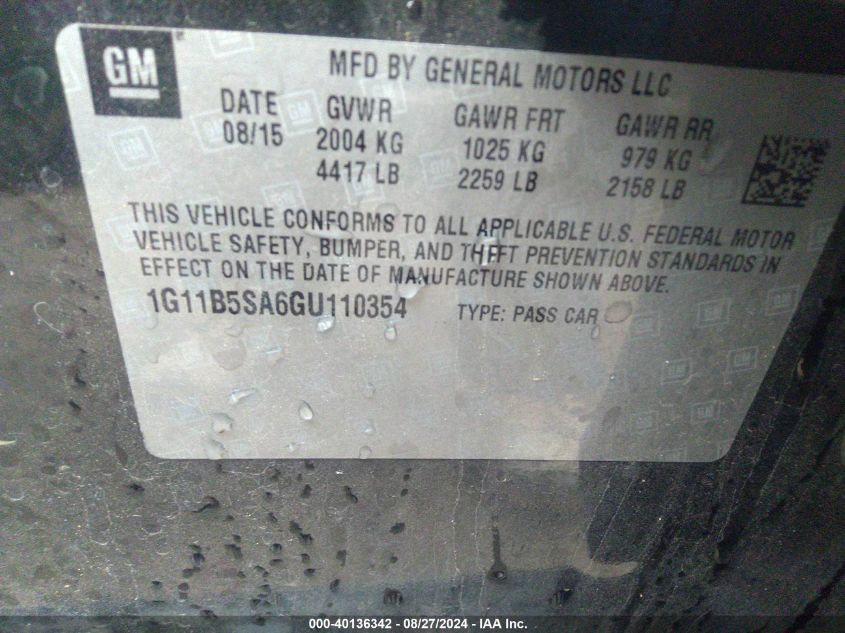 GM
MFD BY GENERAL MOTORS LLC
DATE GVWR GAWR FRT GAWR RR
08/15 2004 KG 1025 KG 979 KG
4417 LB 2259 LB 2158 LB
THIS VEHICLE CONFORMS TO ALL APPLICABLE U.S. FEDERAL MOTOR
VEHICLE SAFETY, BUMPER, AND THEFT PREVENTION STANDARDS IN
EFFECT ON THE DATE OF MANUFACTURE SHOWN ABOVE.
1G11B5SA6GU110354 TYPE: PASS CAR
000-40136342 - 08/27/2024 - IAA Inc.